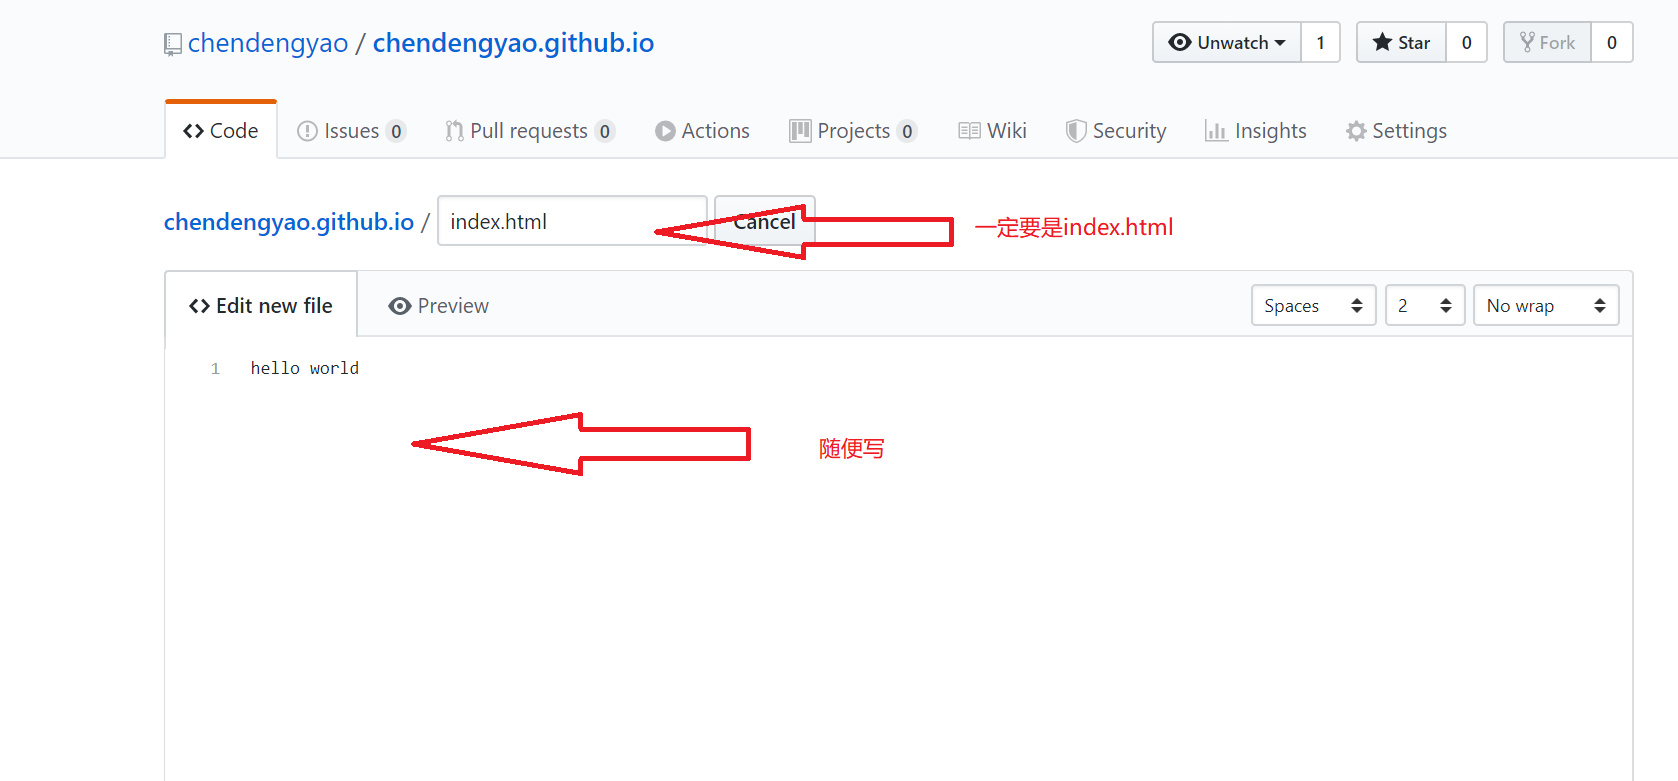 chendengyao / chendengyao.github.io
Unwatch 1 Star 0 Fork 0
Code Issues 0 Pull requests 0 Actions Projects 0 Wiki Security Insights Settings
chendengyao.github.io / index.html Cancel 一定要是index.html
Edit new file Preview Spaces 2 No wrap
1 hello world
随便写